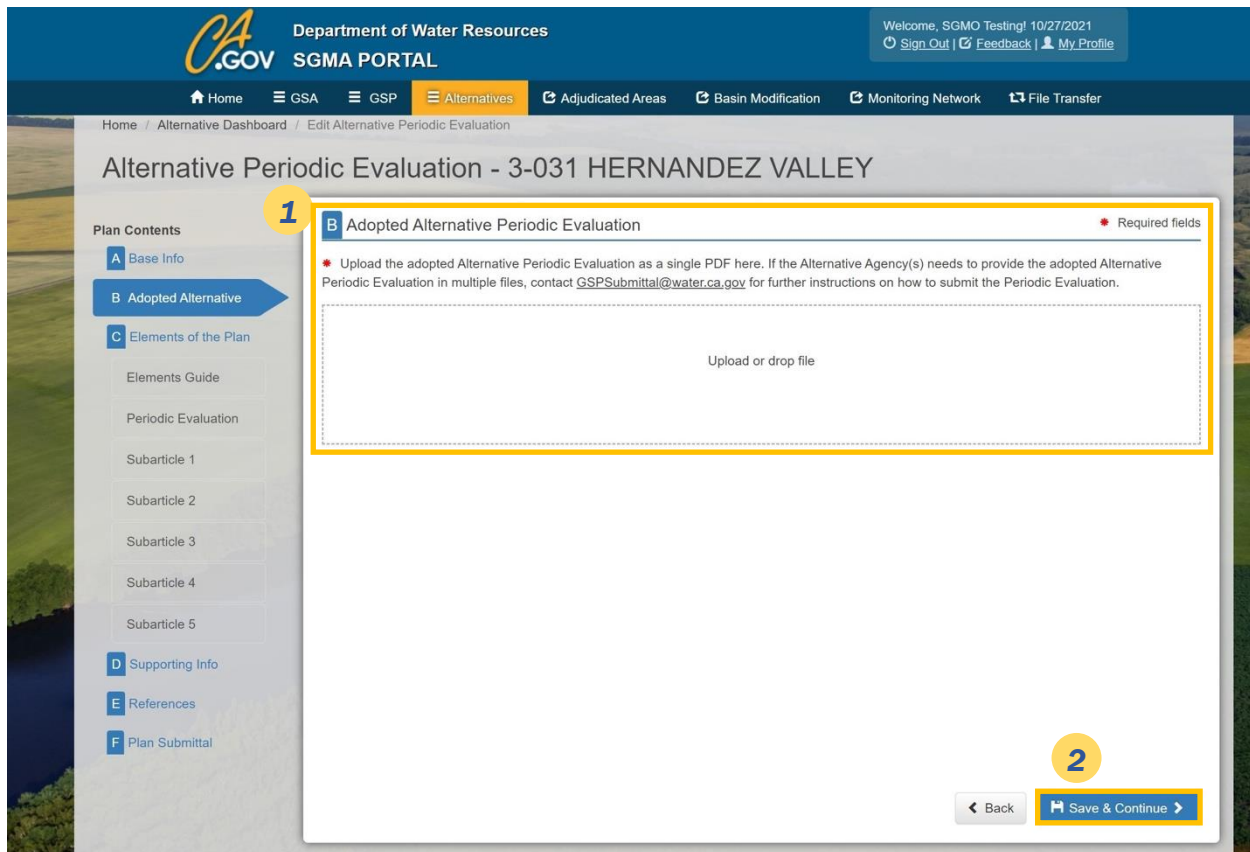 CA
.GOV
Department of Water Resources
SGMA PORTAL
Welcome, SGMO Testing! 10/27/2021
Sign Out | Feedback | My Profile
Home GSA GSP Alternatives Adjudicated Areas Basin Modification Monitoring Network File Transfer
Home / Alternative Dashboard / Edit Alternative Periodic Evaluation
Alternative Periodic Evaluation - 3-031 HERNANDEZ VALLEY
Plan Contents
A Base Info
B Adopted Alternative
C Elements of the Plan
Elements Guide
Periodic Evaluation
Subarticle 1
Subarticle 2
Subarticle 3
Subarticle 4
Subarticle 5
D Supporting Info
E References
F Plan Submittal
1
B Adopted Alternative Periodic Evaluation
* Required fields
* Upload the adopted Alternative Periodic Evaluation as a single PDF here. If the Alternative Agency(s) needs to provide the adopted Alternative
Periodic Evaluation in multiple files, contact GSPSubmittal@water.ca.gov for further instructions on how to submit the Periodic Evaluation.
Upload or drop file
2
Back
Save & Continue